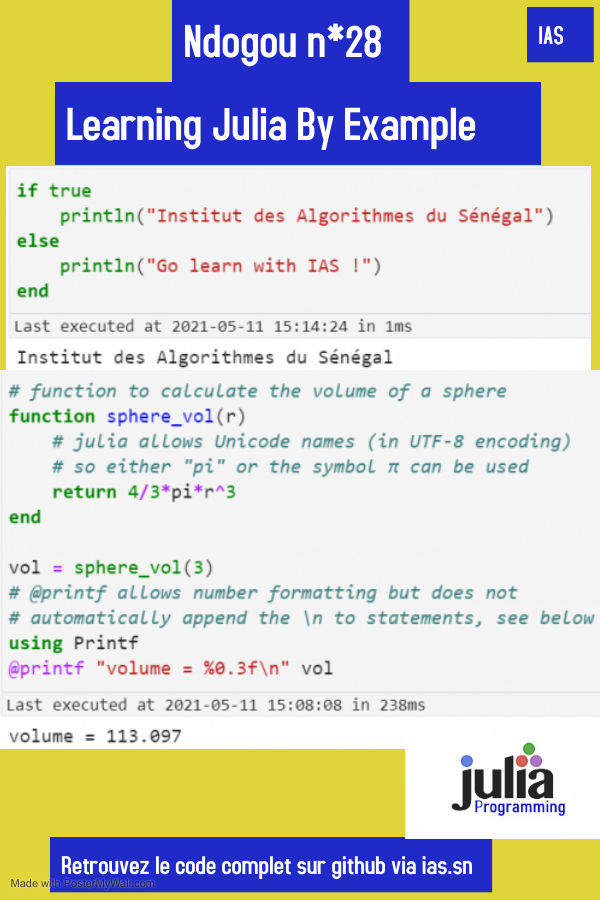 Ndogou n*28
IAS
Learning Julia By Example
if true
    println("Institut des Algorithmes du Sénégal")
else
    println("Go learn with IAS !")
end
Last executed at 2021-05-11 15:14:24 in 1ms
Institut des Algorithmes du Sénégal
# function to calculate the volume of a sphere
function sphere_vol(r)
    # julia allows Unicode names (in UTF-8 encoding)
    # so either "pi" or the symbol π can be used
    return 4/3*pi*r^3
end
vol = sphere_vol(3)
# @printf allows number formatting but does not
# automatically append the \n to statements, see below
using Printf
@printf "volume = %0.3f\n" vol
Last executed at 2021-05-11 15:08:08 in 238ms
volume = 113.097
julia
Programming
Retrouvez le code complet sur github via ias.sn
Made with PosterMyWall.com